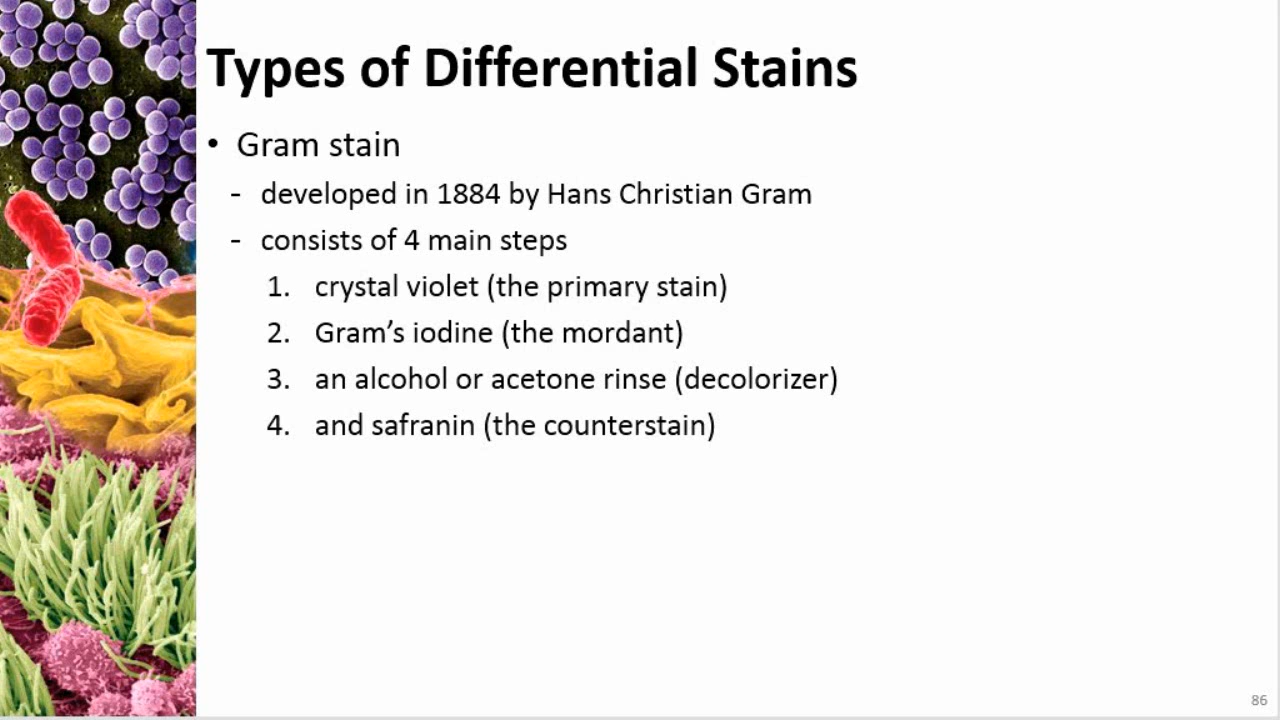 Types of Differential Stains
• Gram stain
- developed in 1884 by Hans Christian Gram
- consists of 4 main steps
1. crystal violet (the primary stain)
2. Gram’s iodine (the mordant)
3. an alcohol or acetone rinse (decolorizer)
4. and safranin (the counterstain)
86